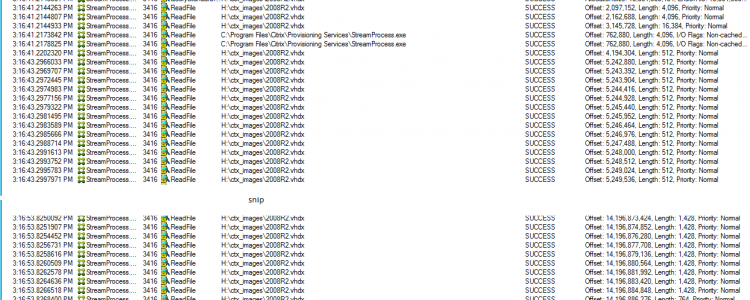 3:16:41.2144263 PM StreamProcess.... 3416 ReadFile H:\ctx_images\2008R2.vhdx SUCCESS Offset: 2,097,152, Length: 4,096, Priority: Normal
3:16:41.2144807 PM StreamProcess.... 3416 ReadFile H:\ctx_images\2008R2.vhdx SUCCESS Offset: 2,162,688, Length: 4,096, Priority: Normal
3:16:41.2144933 PM StreamProcess.... 3416 ReadFile H:\ctx_images\2008R2.vhdx SUCCESS Offset: 3,145,728, Length: 16,384, Priority: Normal
3:16:41.2173842 PM StreamProcess.... 3416 ReadFile C:\Program Files\Citrix\Provisioning Services\StreamProcess.exe SUCCESS Offset: 762,880, Length: 4,096, I/O Flags: Non-cached...
3:16:41.2178825 PM StreamProcess.... 3416 ReadFile C:\Program Files\Citrix\Provisioning Services\StreamProcess.exe SUCCESS Offset: 762,880, Length: 4,096, I/O Flags: Non-cached...
3:16:41.2202320 PM StreamProcess.... 3416 ReadFile H:\ctx_images\2008R2.vhdx SUCCESS Offset: 4,194,304, Length: 512, Priority: Normal
3:16:43.2966033 PM StreamProcess.... 3416 ReadFile H:\ctx_images\2008R2.vhdx SUCCESS Offset: 5,242,880, Length: 512, Priority: Normal
3:16:43.2969707 PM StreamProcess.... 3416 ReadFile H:\ctx_images\2008R2.vhdx SUCCESS Offset: 5,243,392, Length: 512, Priority: Normal
3:16:43.2972445 PM StreamProcess.... 3416 ReadFile H:\ctx_images\2008R2.vhdx SUCCESS Offset: 5,243,904, Length: 512, Priority: Normal
3:16:43.2974983 PM StreamProcess.... 3416 ReadFile H:\ctx_images\2008R2.vhdx SUCCESS Offset: 5,244,416, Length: 512, Priority: Normal
3:16:43.2977156 PM StreamProcess.... 3416 ReadFile H:\ctx_images\2008R2.vhdx SUCCESS Offset: 5,244,928, Length: 512, Priority: Normal
3:16:43.2979322 PM StreamProcess.... 3416 ReadFile H:\ctx_images\2008R2.vhdx SUCCESS Offset: 5,245,440, Length: 512, Priority: Normal
3:16:43.2981495 PM StreamProcess.... 3416 ReadFile H:\ctx_images\2008R2.vhdx SUCCESS Offset: 5,245,952, Length: 512, Priority: Normal
3:16:43.2983589 PM StreamProcess.... 3416 ReadFile H:\ctx_images\2008R2.vhdx SUCCESS Offset: 5,246,464, Length: 512, Priority: Normal
3:16:43.2985666 PM StreamProcess.... 3416 ReadFile H:\ctx_images\2008R2.vhdx SUCCESS Offset: 5,246,976, Length: 512, Priority: Normal
3:16:43.2988714 PM StreamProcess.... 3416 ReadFile H:\ctx_images\2008R2.vhdx SUCCESS Offset: 5,247,488, Length: 512, Priority: Normal
3:16:43.2991613 PM StreamProcess.... 3416 ReadFile H:\ctx_images\2008R2.vhdx SUCCESS Offset: 5,248,000, Length: 512, Priority: Normal
3:16:43.2993752 PM StreamProcess.... 3416 ReadFile H:\ctx_images\2008R2.vhdx SUCCESS Offset: 5,248,512, Length: 512, Priority: Normal
3:16:43.2995783 PM StreamProcess.... 3416 ReadFile H:\ctx_images\2008R2.vhdx SUCCESS Offset: 5,249,024, Length: 512, Priority: Normal
3:16:43.2997971 PM StreamProcess.... 3416 ReadFile H:\ctx_images\2008R2.vhdx SUCCESS Offset: 5,249,536, Length: 512, Priority: Normal
snip
3:16:53.8250092 PM StreamProcess.... 3416 ReadFile H:\ctx_images\2008R2.vhdx SUCCESS Offset: 14,196,873,424, Length: 1,428, Priority: Normal
3:16:53.8251907 PM StreamProcess.... 3416 ReadFile H:\ctx_images\2008R2.vhdx SUCCESS Offset: 14,196,874,852, Length: 1,428, Priority: Normal
3:16:53.8254404 PM StreamProcess.... 3416 ReadFile H:\ctx_images\2008R2.vhdx SUCCESS Offset: 14,196,876,280, Length: 1,428, Priority: Normal
3:16:53.8256731 PM StreamProcess.... 3416 ReadFile H:\ctx_images\2008R2.vhdx SUCCESS Offset: 14,196,877,708, Length: 1,428, Priority: Normal
3:16:53.8258616 PM StreamProcess.... 3416 ReadFile H:\ctx_images\2008R2.vhdx SUCCESS Offset: 14,196,879,136, Length: 1,428, Priority: Normal
3:16:53.8260509 PM StreamProcess.... 3416 ReadFile H:\ctx_images\2008R2.vhdx SUCCESS Offset: 14,196,880,564, Length: 1,428, Priority: Normal
3:16:53.8262578 PM StreamProcess.... 3416 ReadFile H:\ctx_images\2008R2.vhdx SUCCESS Offset: 14,196,881,992, Length: 1,428, Priority: Normal
3:16:53.8264636 PM StreamProcess.... 3416 ReadFile H:\ctx_images\2008R2.vhdx SUCCESS Offset: 14,196,883,420, Length: 1,428, Priority: Normal
3:16:53.8266518 PM StreamProcess.... 3416 ReadFile H:\ctx_images\2008R2.vhdx SUCCESS Offset: 14,196,884,848, Length: 1,428, Priority: Normal
3:16:53.8268400 PM StreamProcess.... 3416 ReadFile H:\ctx_images\2008R2.vhdx SUCCESS Length: 764, Priority: Normal